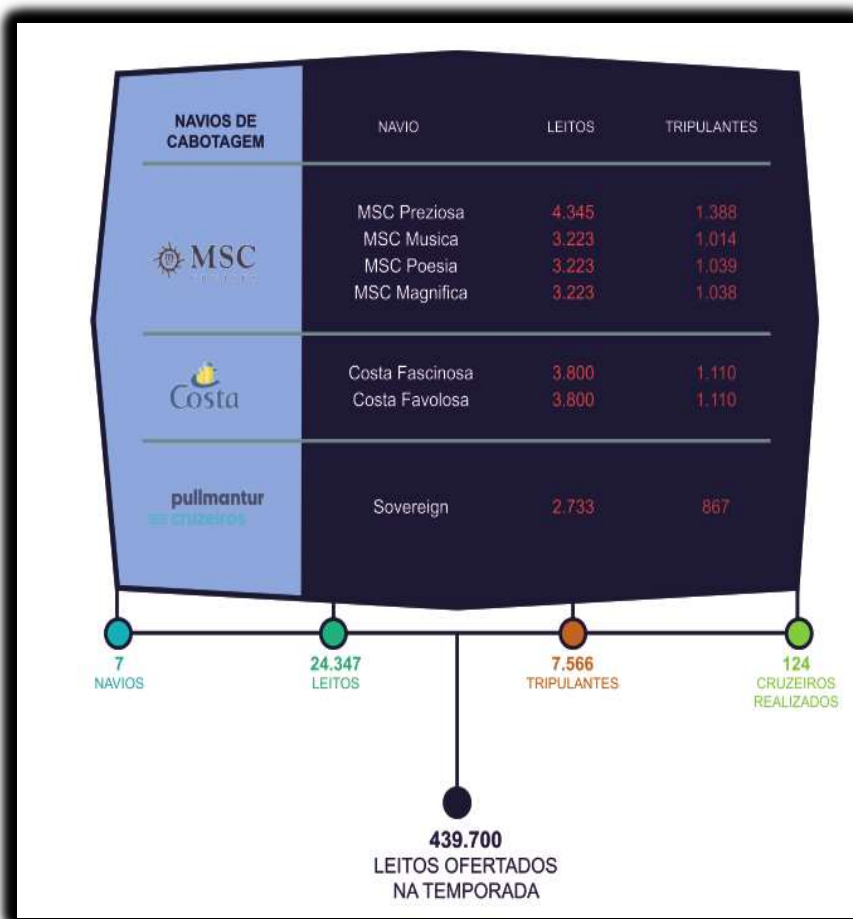 NAVIOS DE
CABOTAGEM
NAVIO LEITOS TRIPULANTES
MSC Preziosa 4.345 1.388
MSC Musica 3.223 1.014
MSC Poesia 3.223 1.039
MSC Magnifica 3.223 1.038
MSC
Costa Fascinosa 3.800 1.110
Costa Favolosa 3.800 1.110
Costa
pullmantur
cruzeiros
Sovereign 2.733 867
7
NAVIOS
24.347
LEITOS
7.566
TRIPULANTES
124
CRUZEIROS
REALIZADOS
439.700
LEITOS OFERTADOS
NA TEMPORADA